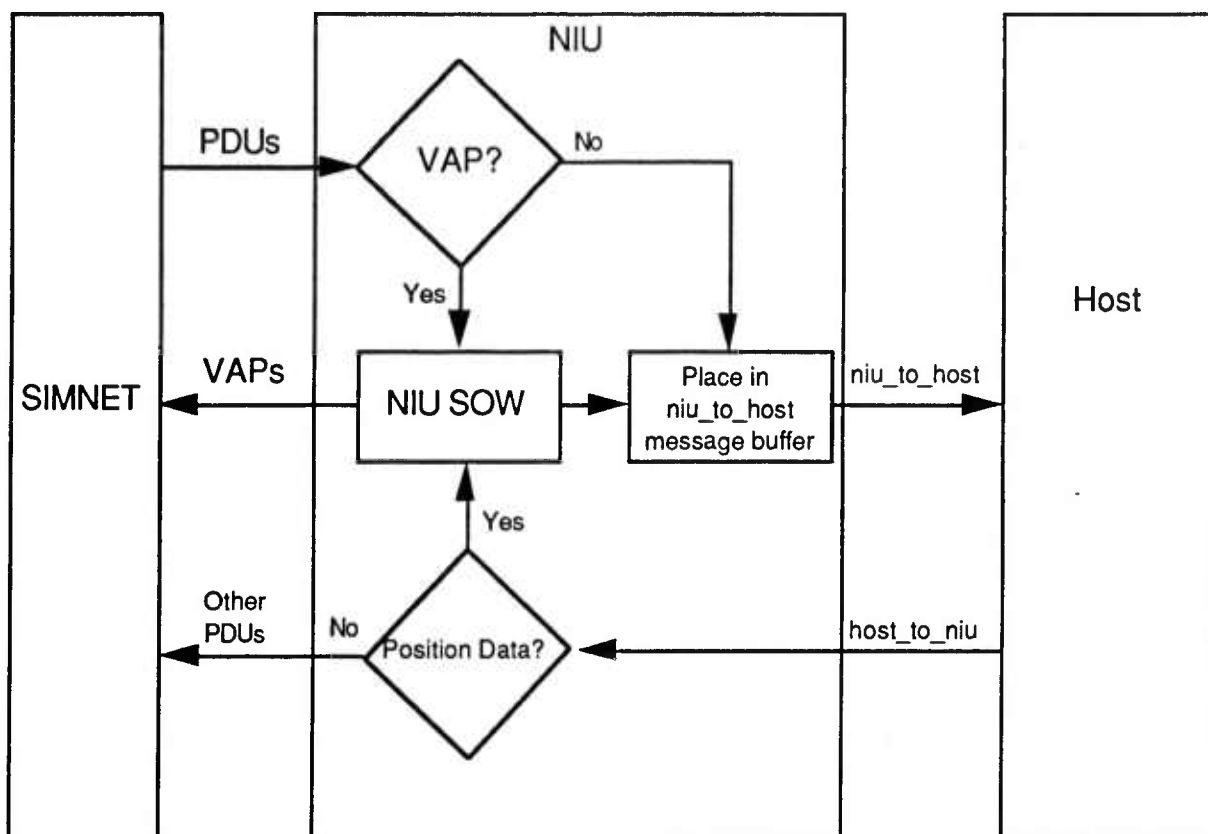 NIU
PDUs
VAP?
No
Yes
Host
SIMNET
VAPs
NIU SOW
Place in
niu_to_host
message buffer
niu_to_host
Yes
Other
PDUs
No
Position Data?
host_to_niu